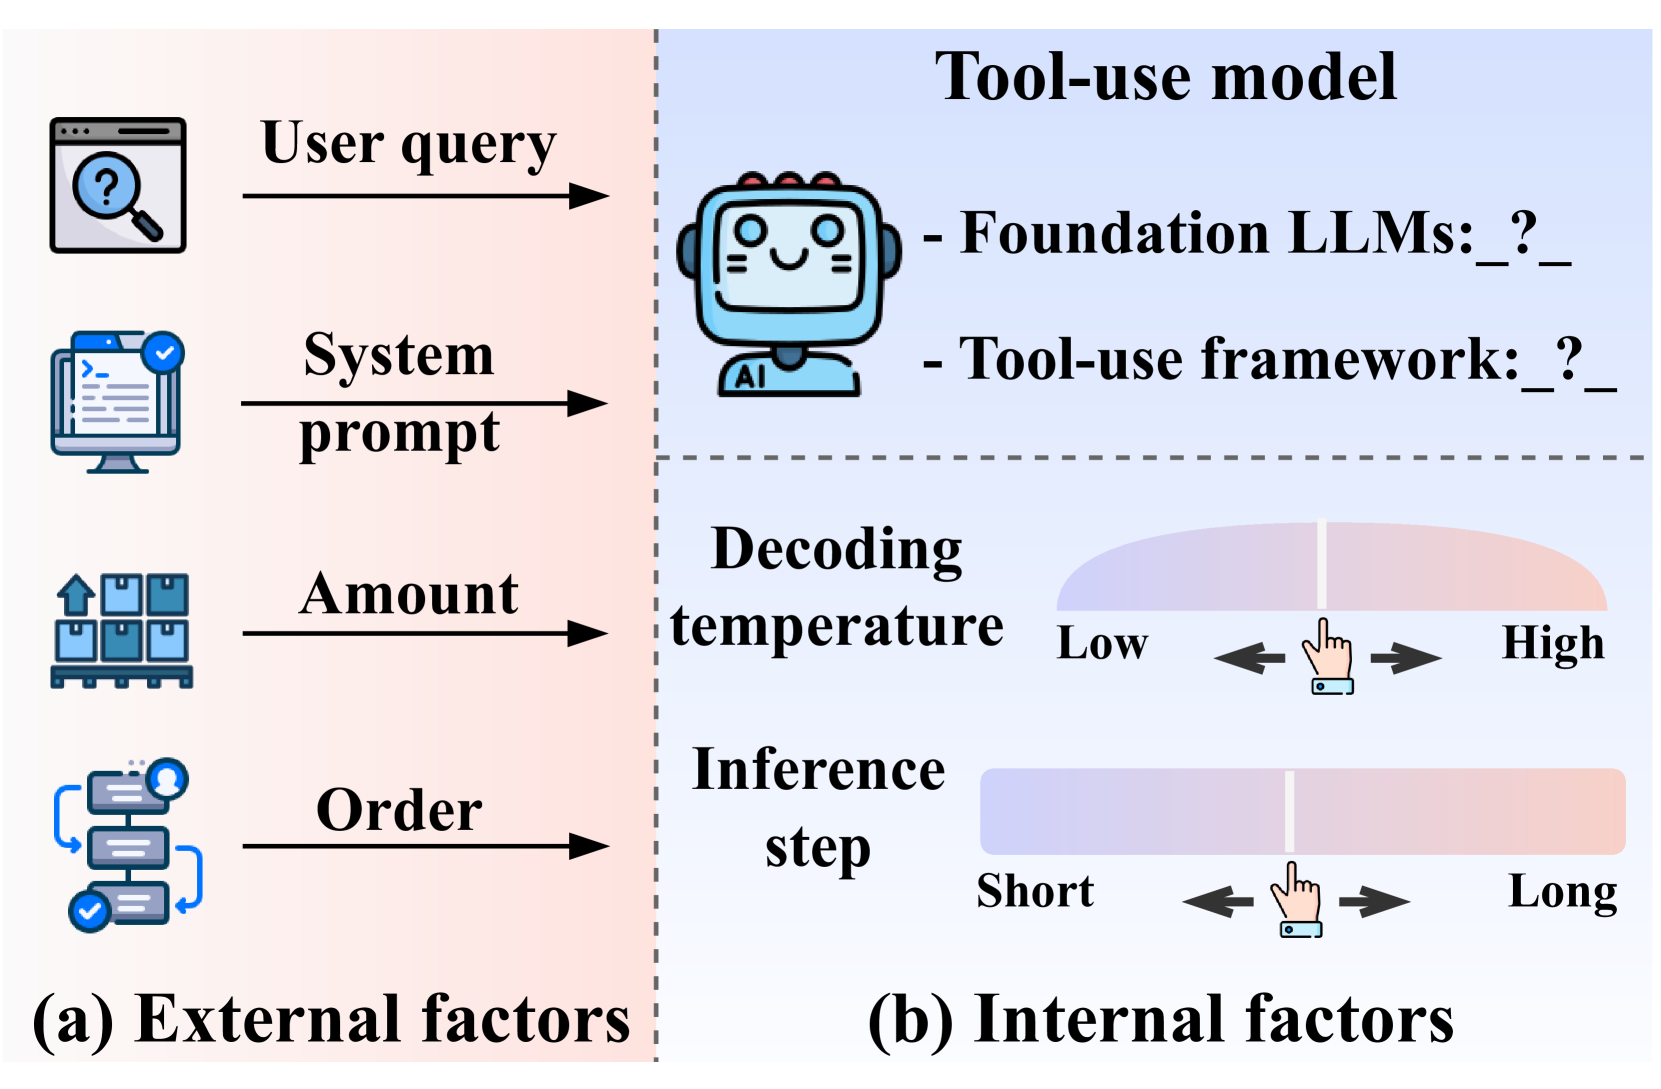 User query
System
prompt
Amount
Order
(a) External factors
Tool-use model
AI
- Foundation LLMs:_?_
- Tool-use framework:_?_
Decoding
temperature
Low
High
Inference
step
Short
Long
(b) Internal factors